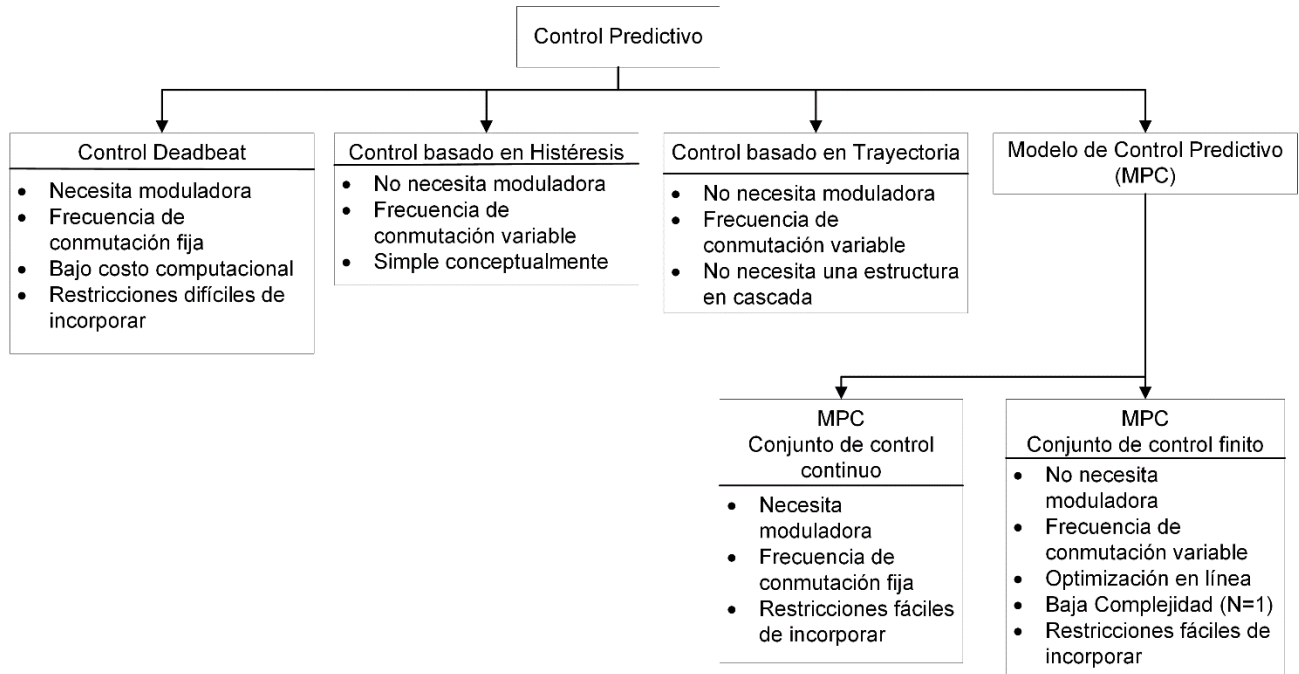 Control Predictivo
Control Deadbeat
• Necesita moduladora
• Frecuencia de
conmutación fija
• Bajo costo computacional
• Restricciones difíciles de
incorporar
Control basado en Histéresis
• No necesita moduladora
• Frecuencia de
conmutación variable
• Simple conceptualmente
Control basado en Trayectoria
• No necesita moduladora
• Frecuencia de
conmutación variable
• No necesita una estructura
en cascada
Modelo de Control Predictivo
(MPC)
MPC
Conjunto de control
continuo
• Necesita
moduladora
• Frecuencia de
conmutación fija
• Restricciones fáciles
de incorporar
MPC
Conjunto de control finito
• No necesita
moduladora
• Frecuencia de
conmutación variable
• Optimización en línea
• Baja Complejidad (N=1)
• Restricciones fáciles de
incorporar